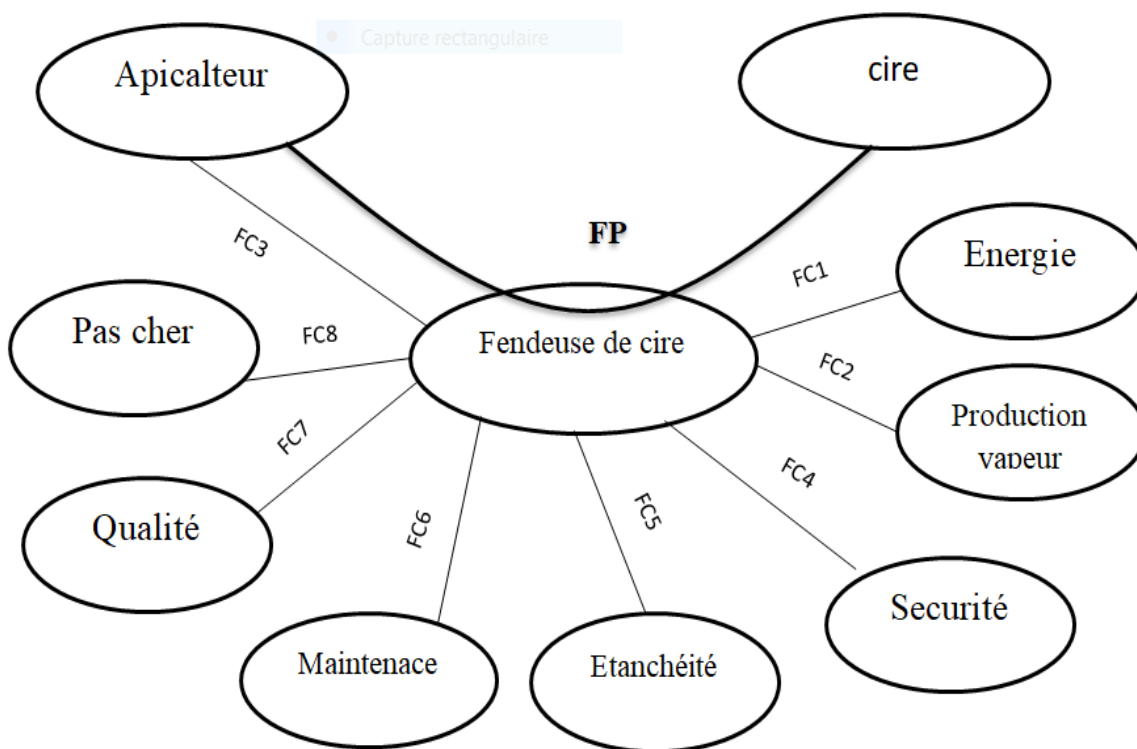 Capture rectangulaire
Apicalteur
cire
FP
FC3
FC1
Energie
Pas cher
FC8
Fendeuse de cire
FC2
Production
vapeur
FC7
FC4
Qualité
FC6
FC5
Sécurité
Maintenace
Etanchéité